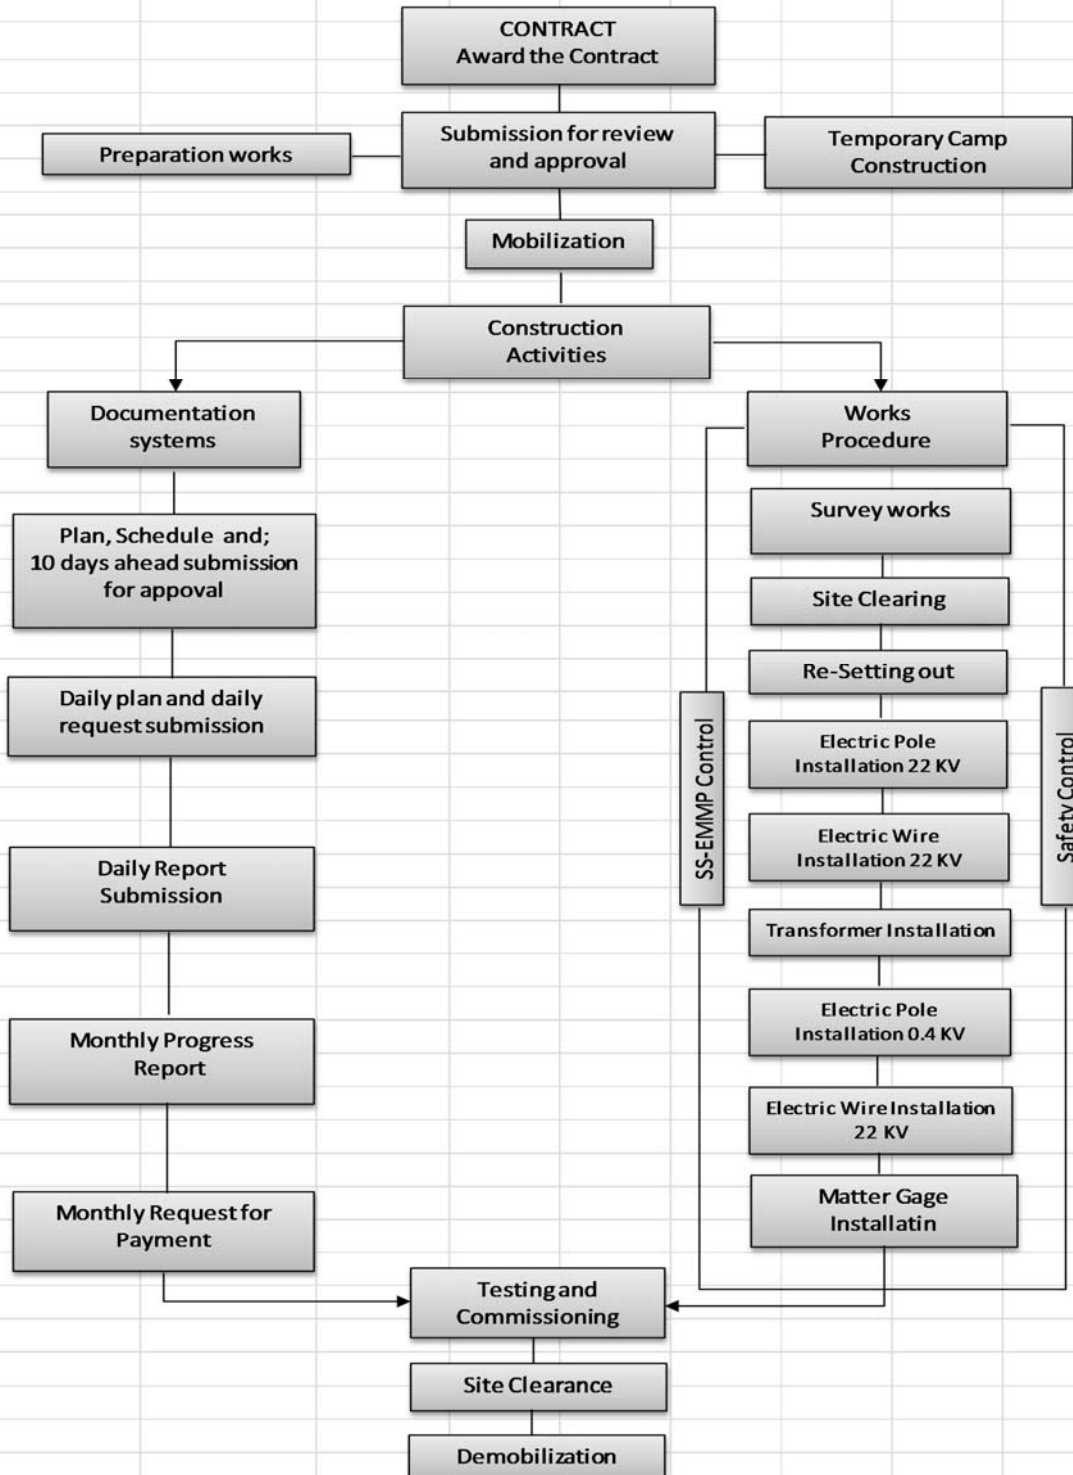 CONTRACT
Award the Contract
Preparation works
Submission for review
and approval
Temporary Camp
Construction
Mobilization
Construction
Activities
Documentation
systems
Plan, Schedule and;
10 days ahead submission
for appoval
Daily plan and daily
request submission
Daily Report
Submission
Monthly Progress
Report
Monthly Request for
Payment
Works
Procedure
Survey works
Site Clearing
Re-Setting out
Electric Pole
Installation 22 KV
Electric Wire
Installation 22 KV
Transformer Installation
Electric Pole
Installation 0.4 KV
Electric Wire Installation
22 KV
Matter Gage
Installatin
SS-EMMP Control
Safety Control
Testing and
Commissioning
Site Clearance
Demobilization